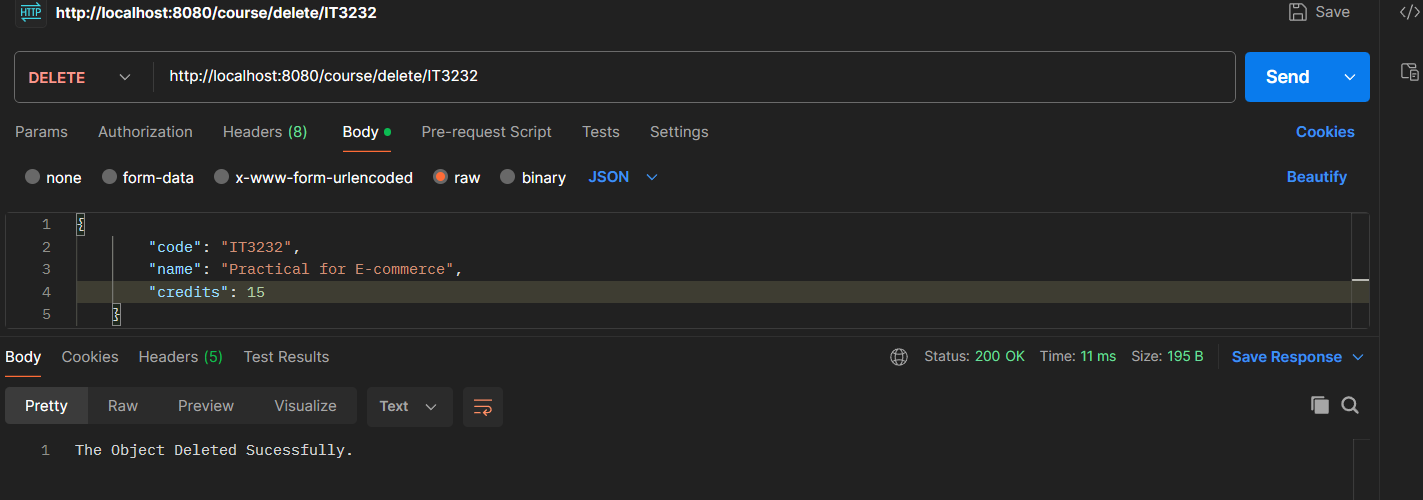 HTTP http://localhost:8080/course/delete/IT3232 Save </>
DELETE http://localhost:8080/course/delete/IT3232 Send
Params Authorization Headers (8) Body Pre-request Script Tests Settings Cookies
none form-data x-www-form-urlencoded raw binary JSON Beautify
1 {
2 "code": "IT3232",
3 "name": "Practical for E-commerce",
4 "credits": 15
5 }
Body Cookies Headers (5) Test Results Status: 200 OK Time: 11 ms Size: 195 B Save Response
Pretty Raw Preview Visualize Text
1 The Object Deleted Sucessfully.